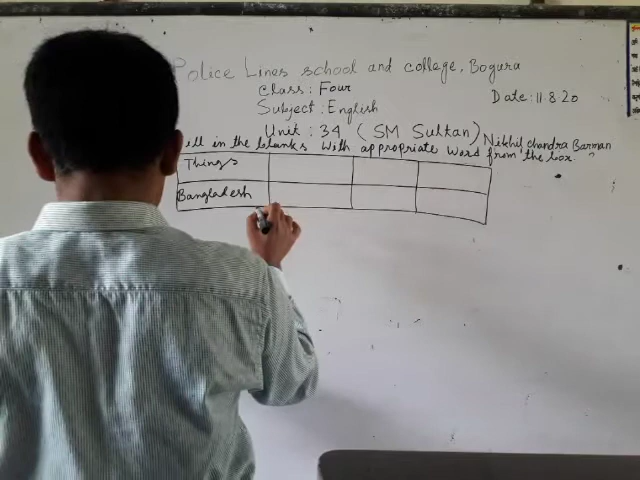 Police Lines school and college, Bogura
Class: Four
Date: 11.8.20
Subject: English
Unit: 34 (SM Sultan)
Nikhil chandra Barman
ill in the blanks with appropriate word from the box.
Things
Bangladesh